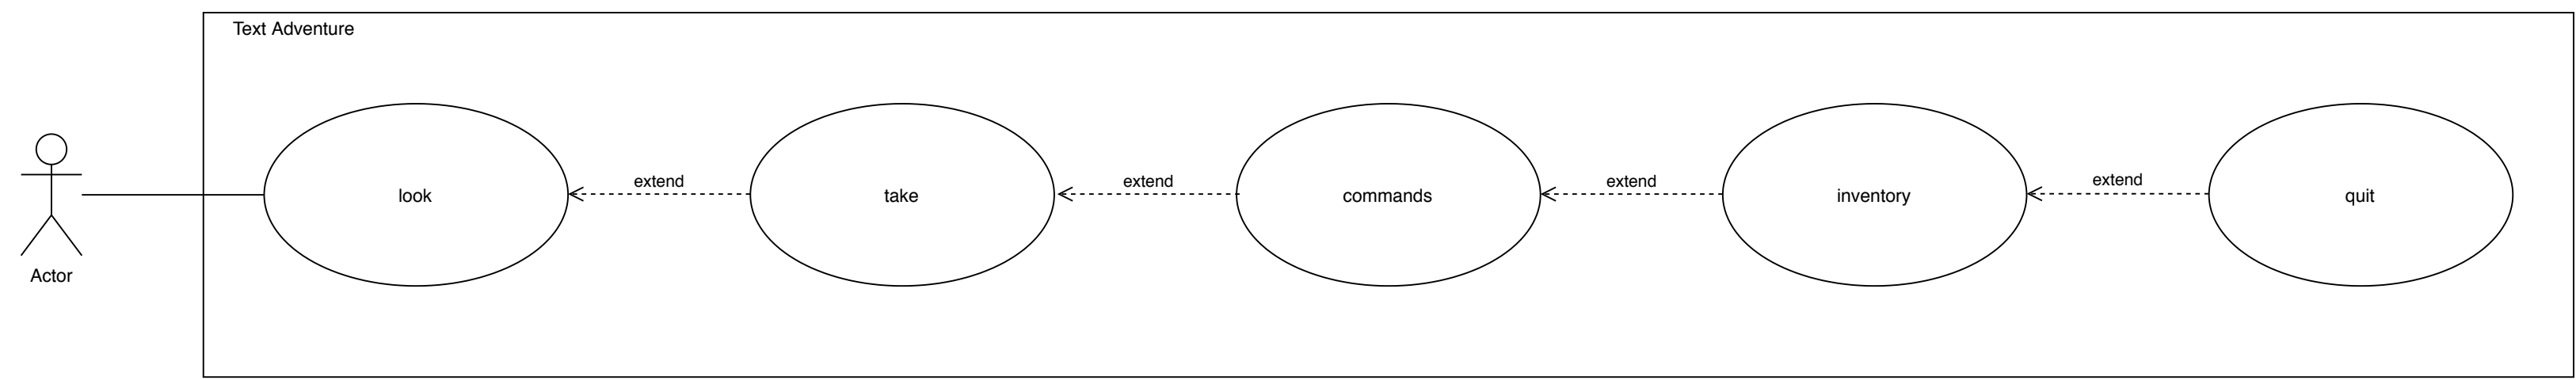 Text Adventure
Actor
look
extend
take
extend
commands
extend
inventory
extend
quit